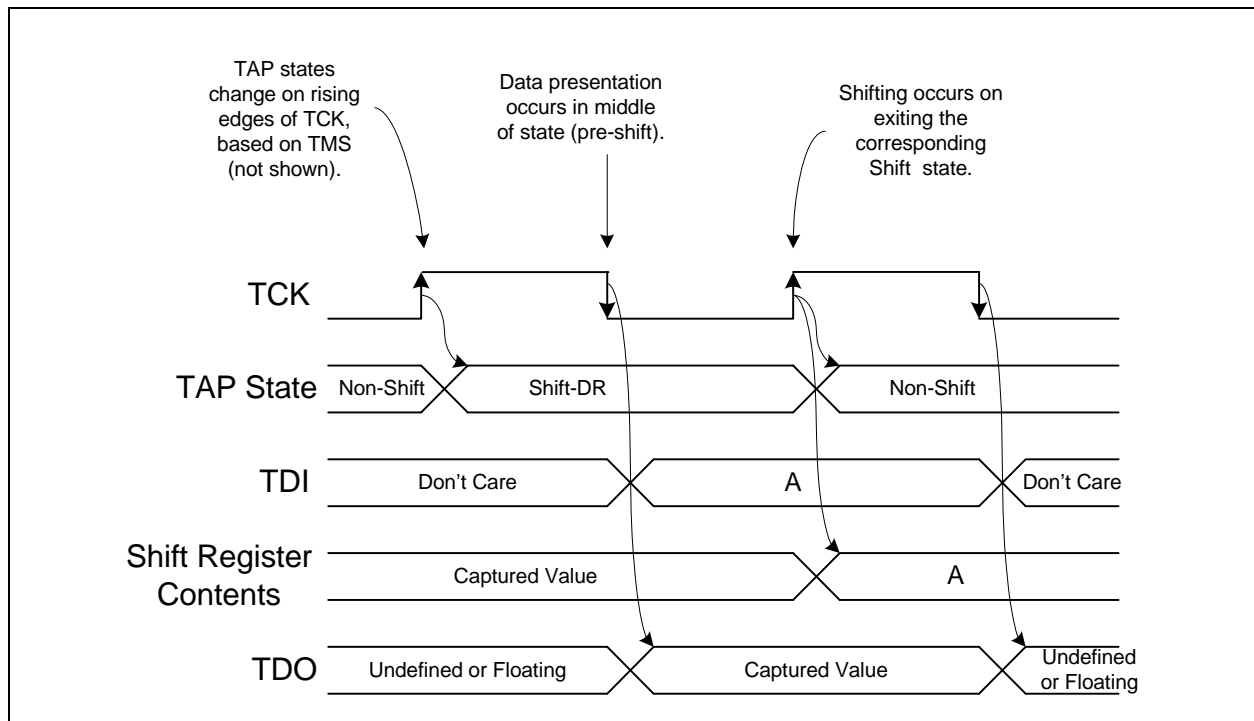 TAP states
change on rising
edges of TCK,
based on TMS
(not shown).
Data presentation
occurs in middle
of state (pre-shift).
Shifting occurs on
exiting the
corresponding
Shift state.
TCK
TAP State
Non-Shift
Shift-DR
Non-Shift
TDI
Don't Care
A
Don't Care
Shift Register
Contents
Captured Value
A
TDO
Undefined or Floating
Captured Value
Undefined
or Floating